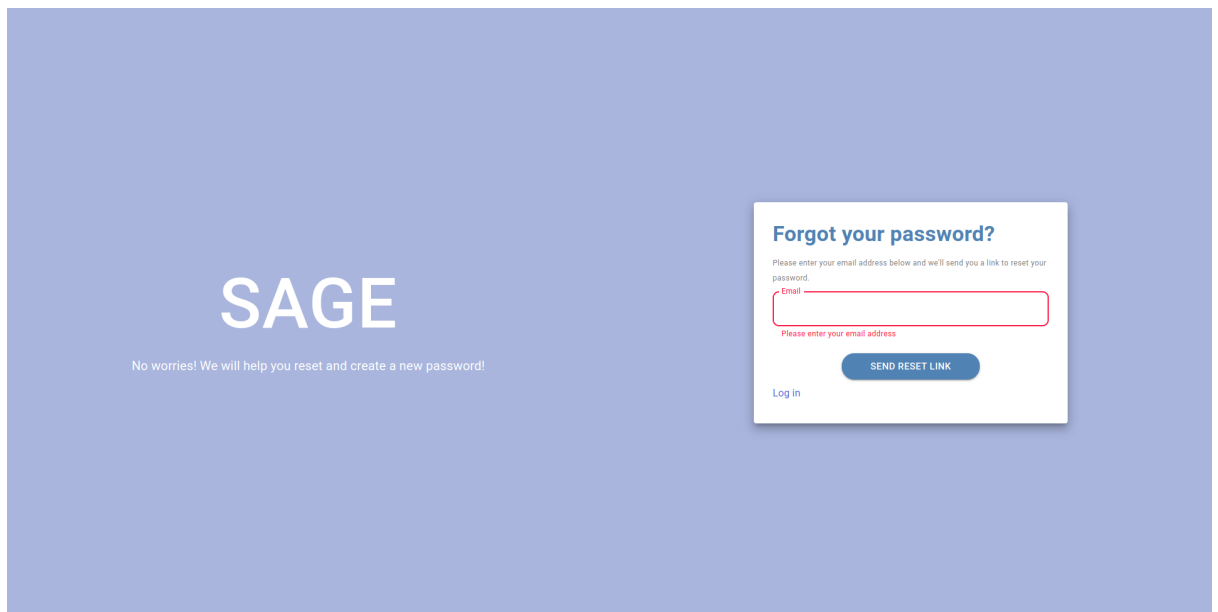 SAGE
No worries! We will help you reset and create a new password!
Forgot your password?
Please enter your email address below and we'll send you a link to reset your
password.
Email
Please enter your email address
SEND RESET LINK
Log in